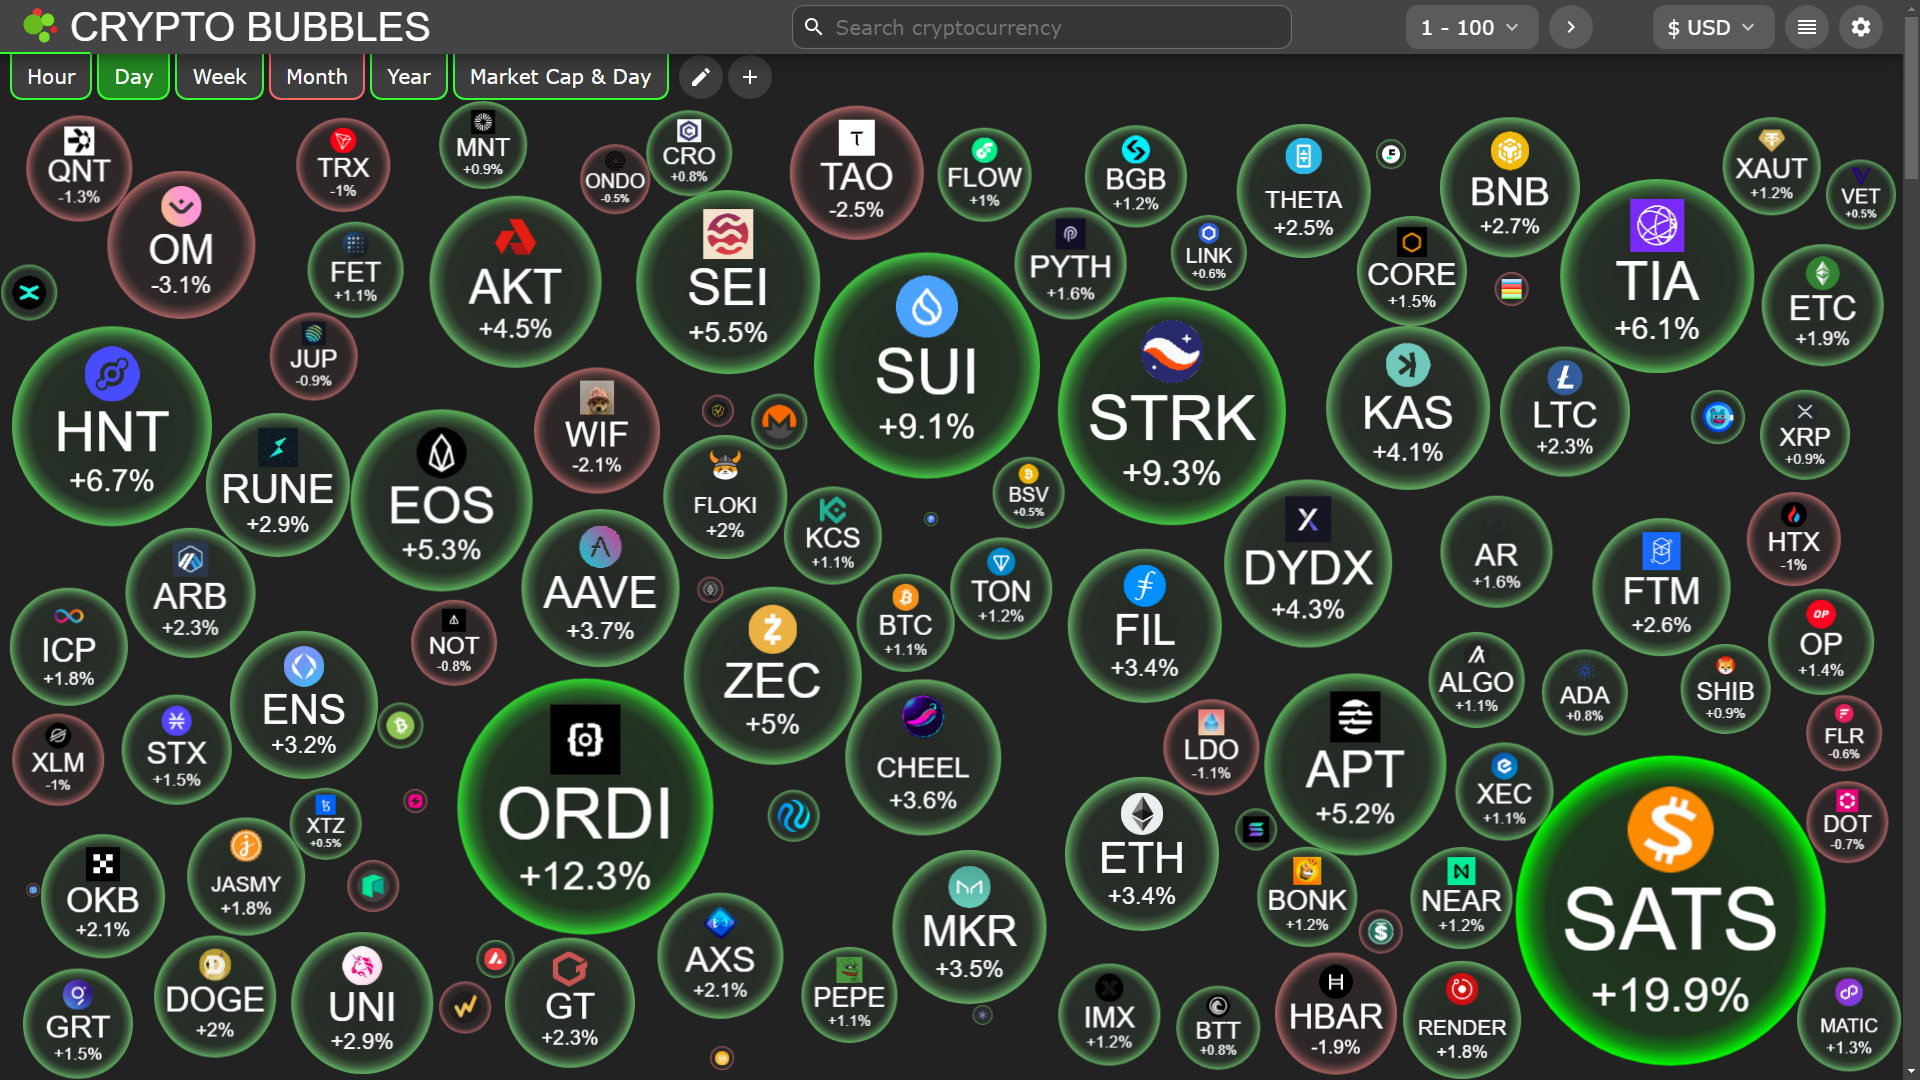 CRYPTO BUBBLES
Search cryptocurrency
1 - 100
$ USD
Hour
Day
Week
Month
Year
Market Cap & Day
QNT
-1.3%
OM
-3.1%
TRX
-1%
FET
+1.1%
JUP
-0.9%
MNT
+0.9%
AKT
+4.5%
ONDO
-0.5%
CRO
+0.8%
SEI
+5.5%
TAO
-2.5%
FLOW
+1%
BGB
+1.2%
PYTH
+1.6%
LINK
+0.6%
THETA
+2.5%
CORE
+1.5%
BNB
+2.7%
TIA
+6.1%
XAUT
+1.2%
VET
+0.5%
ETC
+1.9%
HNT
+6.7%
RUNE
+2.9%
EOS
+5.3%
WIF
-2.1%
FLOKI
+2%
SUI
+9.1%
STRK
+9.3%
KAS
+4.1%
LTC
+2.3%
XRP
+0.9%
KCS
+1.1%
BSV
+0.5%
DYDX
+4.3%
AR
+1.6%
FTM
+2.6%
HTX
-1%
ARB
+2.3%
ICP
+1.8%
AAVE
+3.7%
NOT
-0.8%
ZEC
+5%
BTC
+1.1%
TON
+1.2%
FIL
+3.4%
ALGO
+1.1%
ADA
+0.8%
SHIB
+0.9%
OP
OP
+1.4%
ENS
+3.2%
STX
+1.5%
XLM
-1%
XTZ
+0.5%
ORDI
+12.3%
CHEEL
+3.6%
LDO
-1.1%
APT
+5.2%
XEC
+1.1%
FLR
-0.6%
DOT
-0.7%
ETH
+3.4%
OKB
+2.1%
JASMY
+1.8%
BONK
+1.2%
NEAR
+1.2%
SATS
+19.9%
MKR
+3.5%
AXS
+2.1%
PEPE
+1.1%
GRT
+1.5%
DOGE
+2%
UNI
+2.9%
GT
+2.3%
IMX
+1.2%
BTT
+0.8%
HBAR
-1.9%
RENDER
+1.8%
MATIC
+1.3%